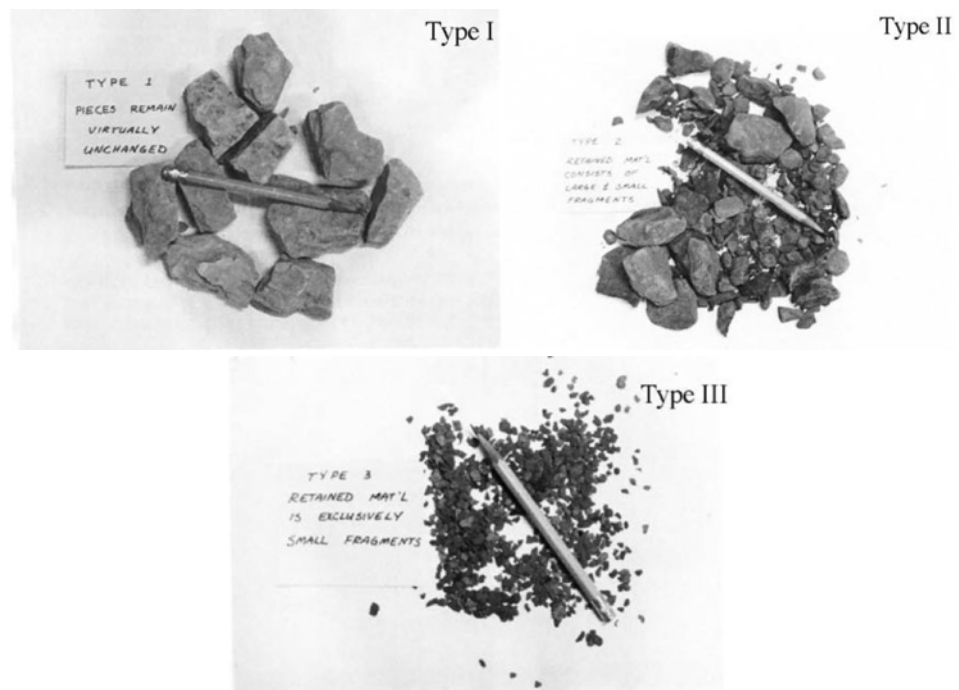 Type I
TYPE 1
PIECES REMAIN
VIRTUALLY
UNCHANGED
Type II
TYPE 2
RETAINED MAT'L
CONSISTS OF
LARGE & SMALL
FRAGMENTS
Type III
TYPE 3
RETAINED MAT'L
IS EXCLUSIVELY
SMALL FRAGMENTS